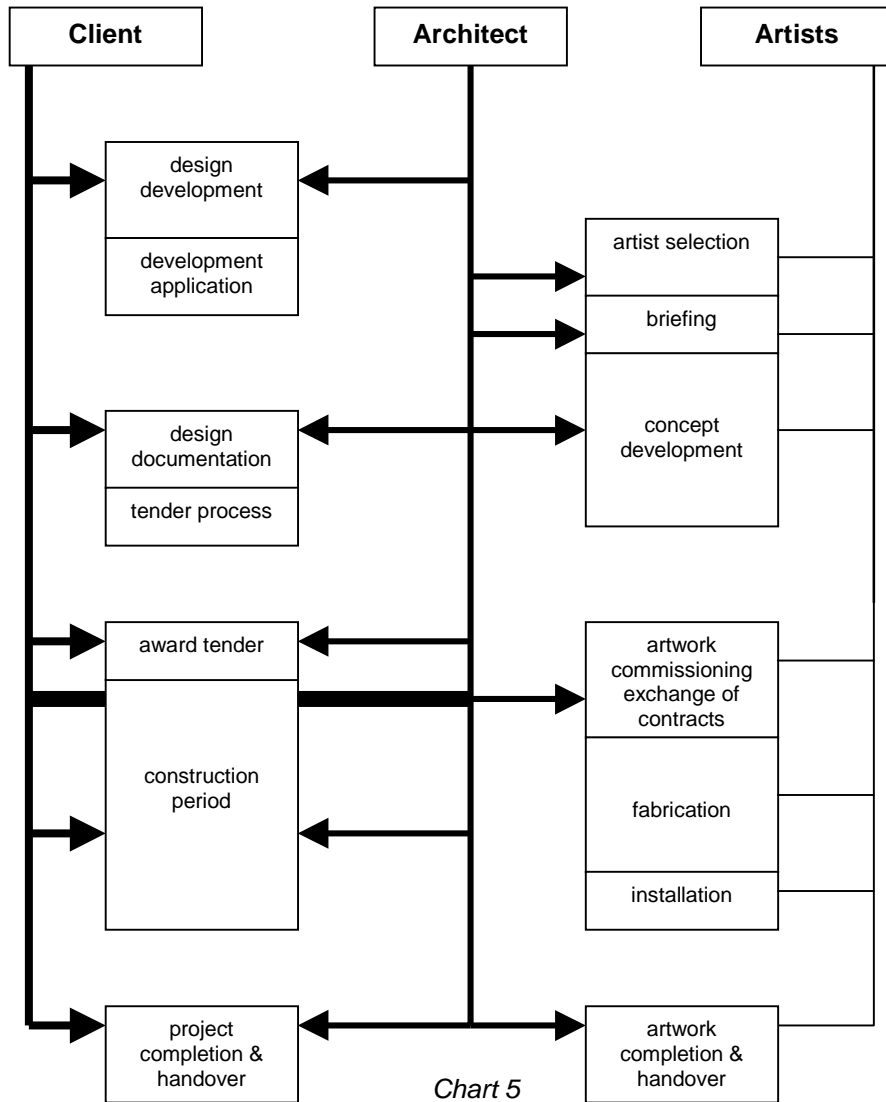 Client
Architect
Artists
design
development
development
application
artist selection
briefing
concept
development
design
documentation
tender process
award tender
construction
period
artwork
commissioning
exchange of
contracts
fabrication
installation
project
completion &
handover
artwork
completion &
handover
Chart 5